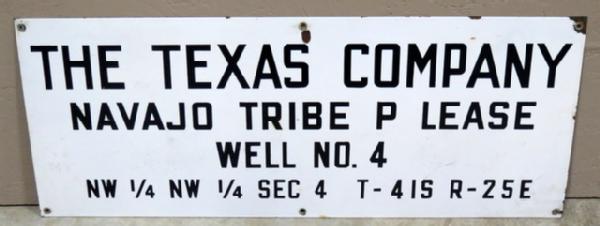 THE TEXAS COMPANY
NAVAJO TRIBE P LEASE
WELL NO. 4
NW 1/4 NW 1/4 SEC 4 T-41S R-25E